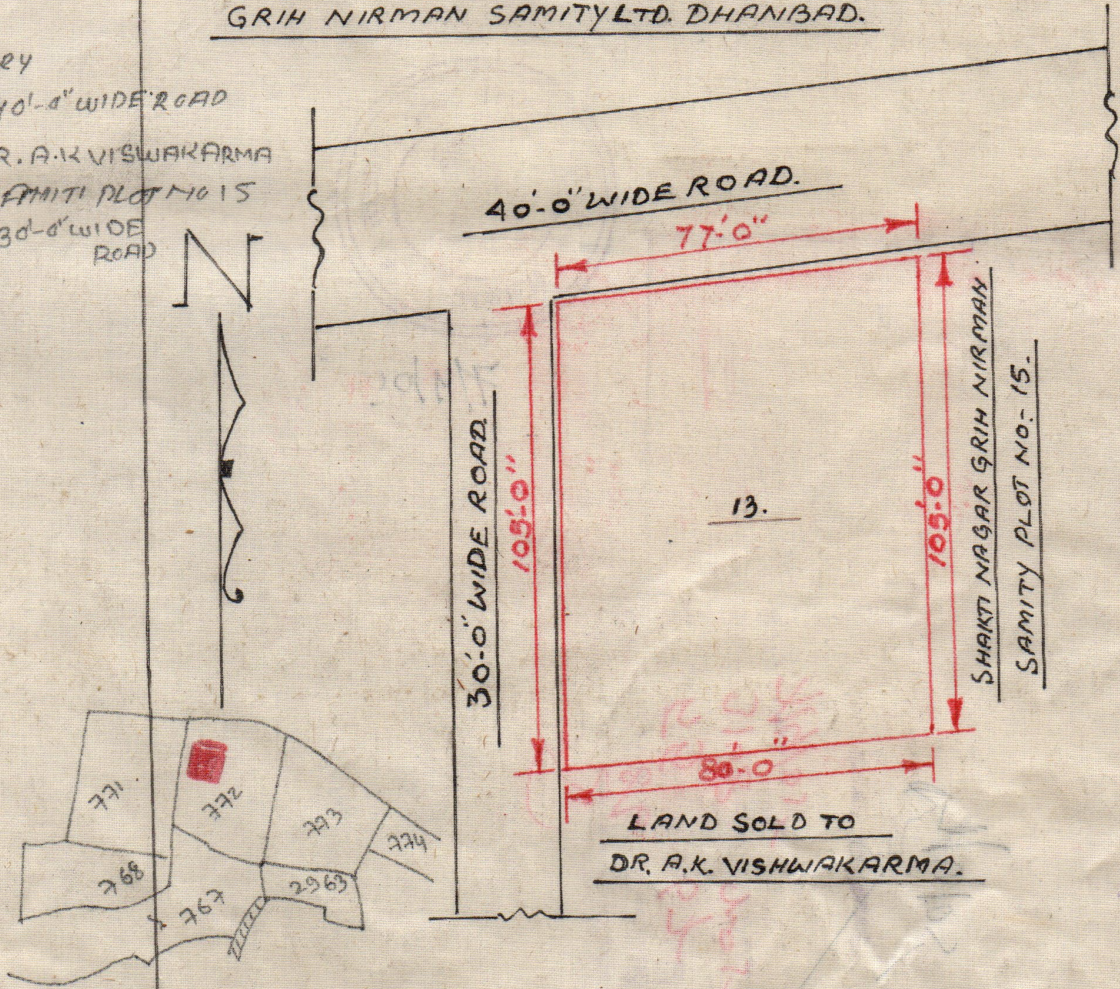 GRIH NIRMAN SAMITY LTD. DHANBAD.
40'-0" WIDE ROAD
R. A.K VISWAKARMA
AMITI PLOT NO 15
30'-0" WIDE
ROAD
N
40'-0" WIDE ROAD.
77'-0"
30'-0" WIDE ROAD
105'-0"
13.
105'-0"
SHAKTI NAGAR GRIH NIRMAN
SAMITY PLOT NO:- 15.
80'-0"
LAND SOLD TO
DR. A.K. VISHWAKARMA.
771
772
773
774
768
767
2963